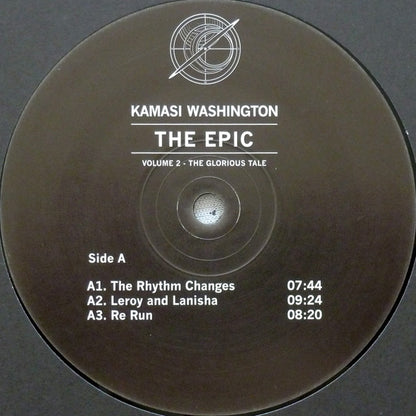 KAMASI WASHINGTON
THE EPIC
VOLUME 2 - THE GLORIOUS TALE
Side A
A1. The Rhythm Changes 07:44
A2. Leroy and Lanisha 09:24
A3. Re Run 08:20